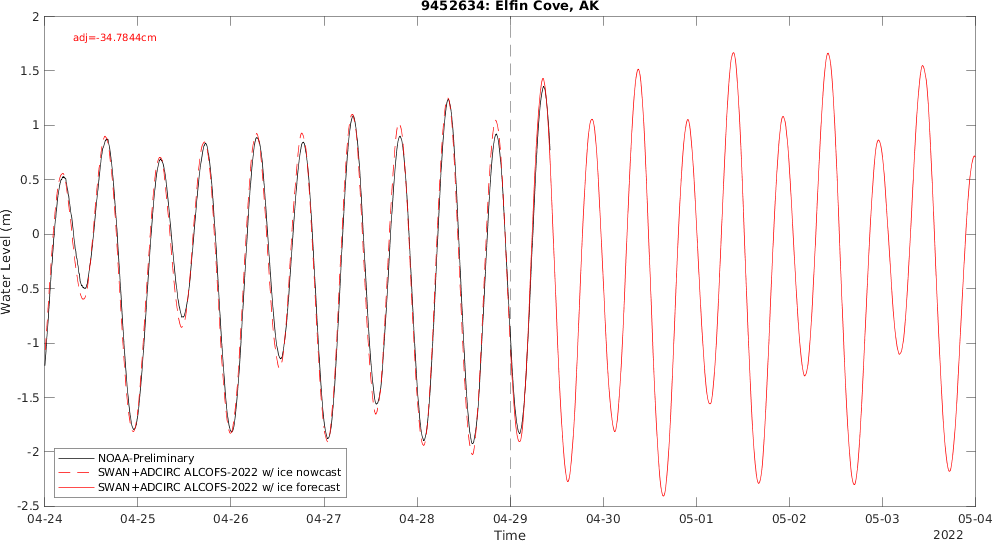 9452634: Elfin Cove, AK
adj=-34.7844cm
2
1.5
1
0.5
0
-0.5
-1
-1.5
-2
-2.5
Water Level (m)
NOAA-Preliminary
SWAN+ADCIRC ALCOFS-2022 w/ ice nowcast
SWAN+ADCIRC ALCOFS-2022 w/ ice forecast
04-24 04-25 04-26 04-27 04-28 04-29 04-30 05-01 05-02 05-03 05-04
Time
2022